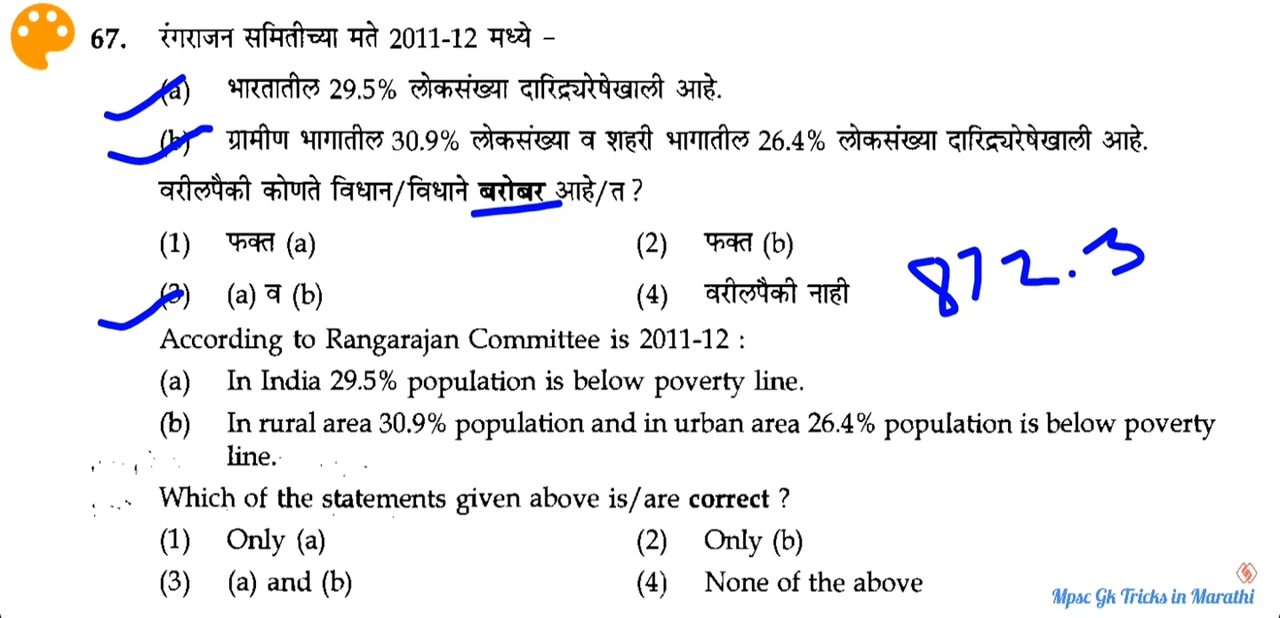 67. रंगराजन समितीच्या मते 2011-12 मध्ये –
(a) भारतातील 29.5% लोकसंख्या दारिद्र्यरेषेखाली आहे.
(b) ग्रामीण भागातील 30.9% लोकसंख्या व शहरी भागातील 26.4% लोकसंख्या दारिद्र्यरेषेखाली आहे.
वरीलपैकी कोणते विधान/विधाने बरोबर आहे/त ?
(1) फक्त (a) (2) फक्त (b)
872.3
(3) (a) व (b) (4) वरीलपैकी नाही
According to Rangarajan Committee is 2011-12 :
(a) In India 29.5% population is below poverty line.
(b) In rural area 30.9% population and in urban area 26.4% population is below poverty
line.
Which of the statements given above is/are correct ?
(1) Only (a) (2) Only (b)
(3) (a) and (b) (4) None of the above
Mpsc Gk Tricks in Marathi